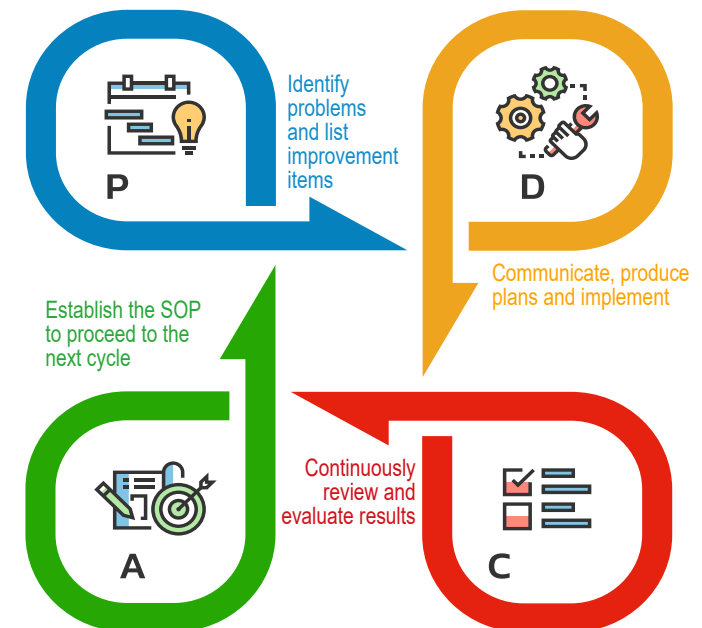 P
Identify
problems
and list
improvement
items
D
Communicate, produce
plans and implement
Establish the SOP
to proceed to the
next cycle
Continuously
review and
evaluate results
A
C